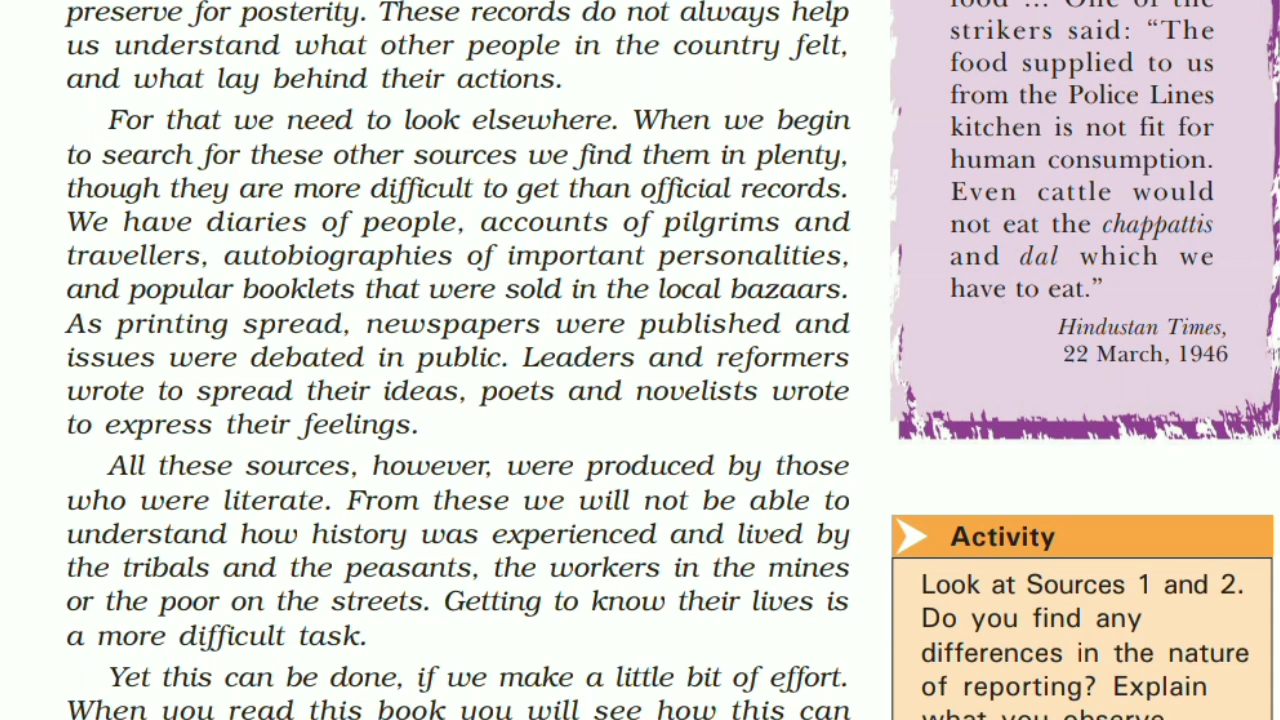 preserve for posterity. These records do not always help
us understand what other people in the country felt,
and what lay behind their actions.
For that we need to look elsewhere. When we begin
to search for these other sources we find them in plenty,
though they are more difficult to get than official records.
We have diaries of people, accounts of pilgrims and
travellers, autobiographies of important personalities,
and popular booklets that were sold in the local bazaars.
As printing spread, newspapers were published and
issues were debated in public. Leaders and reformers
wrote to spread their ideas, poets and novelists wrote
to express their feelings.
All these sources, however, were produced by those
who were literate. From these we will not be able to
understand how history was experienced and lived by
the tribals and the peasants, the workers in the mines
or the poor on the streets. Getting to know their lives is
a more difficult task.
Yet this can be done, if we make a little bit of effort.
When you read this book you will see how this can
food ... One of the
strikers said: “The
food supplied to us
from the Police Lines
kitchen is not fit for
human consumption.
Even cattle would
not eat the chappattis
and dal which we
have to eat.”
Hindustan Times,
22 March, 1946
Activity
Look at Sources 1 and 2.
Do you find any
differences in the nature
of reporting? Explain
what you observe